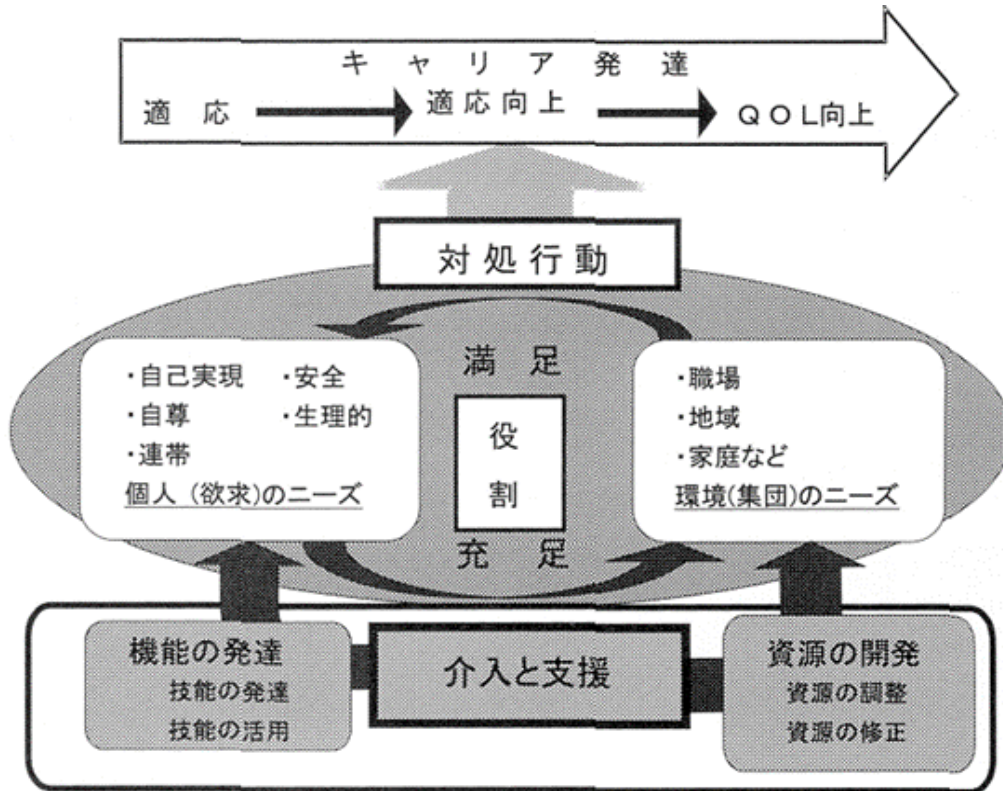 キャリア発達
適応
適応向上
QOL向上
対処行動
満足
役割
充足
・自己実現 ・安全
・自尊 ・生理的
・連帯
個人（欲求)のニーズ
・職場
・地域
・家庭など
環境(集団)のニーズ
機能の発達
技能の発達
技能の活用
介入と支援
資源の開発
資源の調整
資源の修正